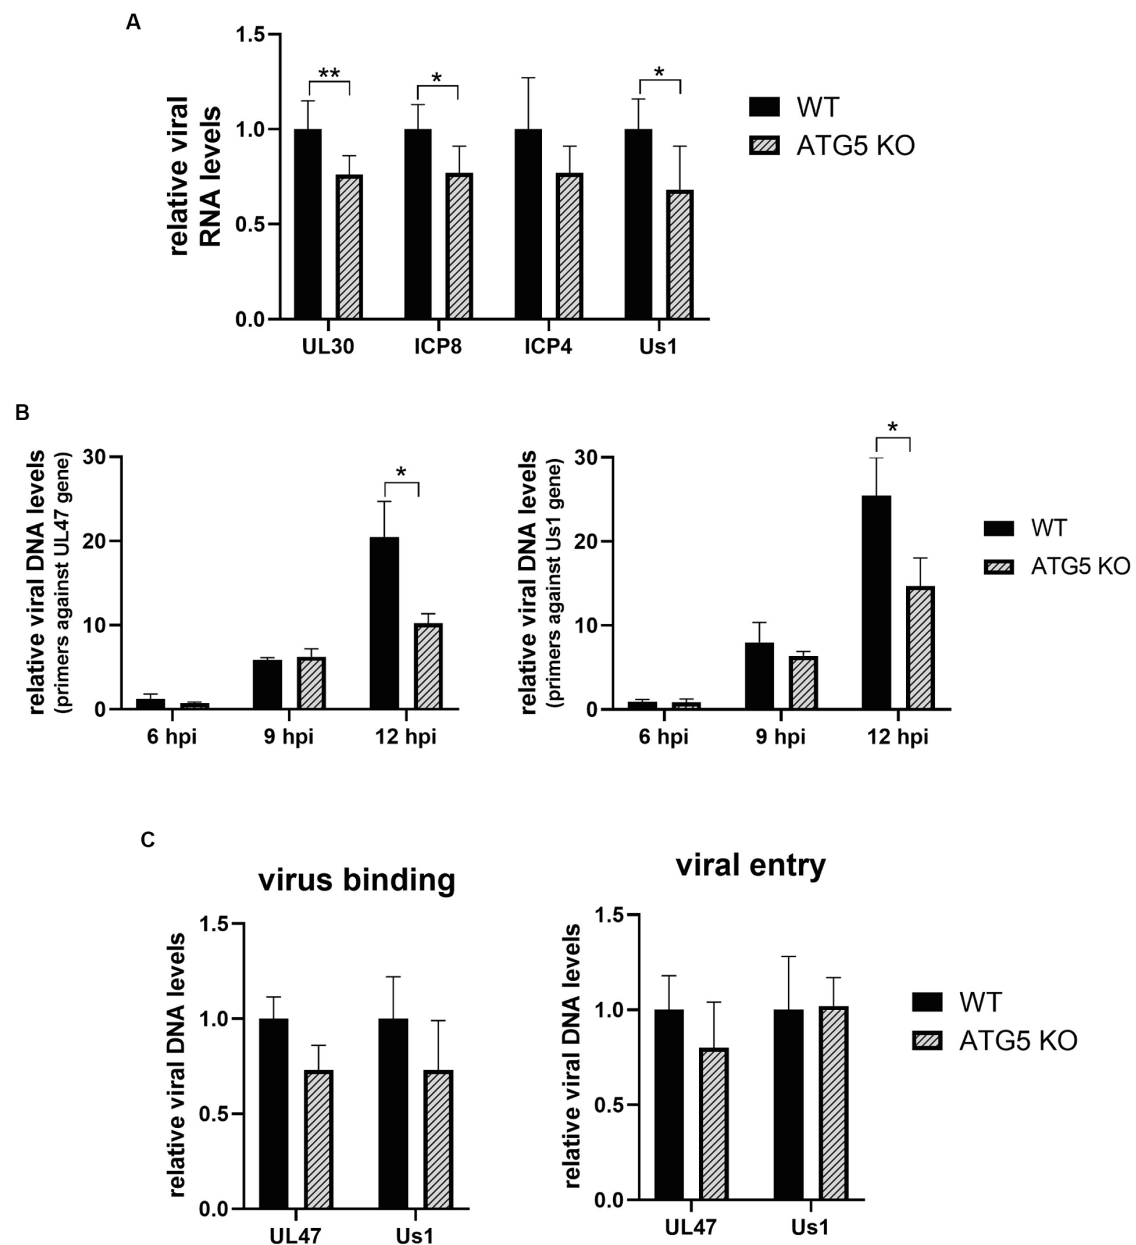 A
relative viral
RNA levels
1.5
1.0
0.5
0.0
**
*
*
UL30 ICP8 ICP4 Us1
WT
ATG5 KO
B
relative viral DNA levels
(primers against UL47 gene)
30
20
10
0
*
6 hpi 9 hpi 12 hpi
relative viral DNA levels
(primers against Us1 gene)
30
20
10
0
*
6 hpi 9 hpi 12 hpi
WT
ATG5 KO
C
virus binding
relative viral DNA levels
1.5
1.0
0.5
0.0
UL47 Us1
viral entry
relative viral DNA levels
1.5
1.0
0.5
0.0
UL47 Us1
WT
ATG5 KO